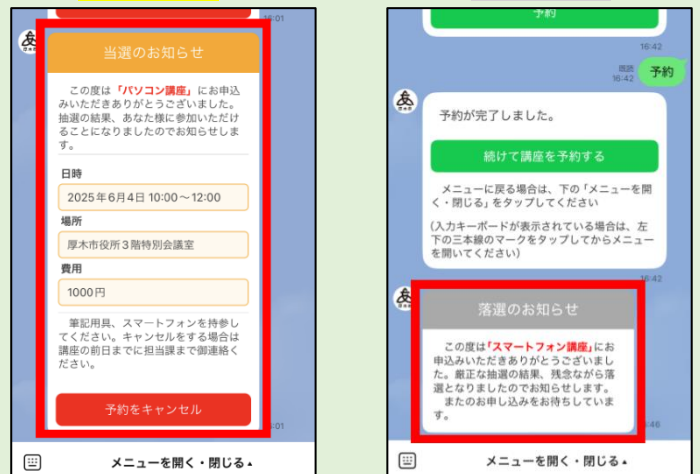 16:01
当選のお知らせ
この度は「パソコン講座」にお申込
みいただきありがとうございました。
抽選の結果、あなた様に参加いただけ
ることになりましたのでお知らせしま
す。
日時
2025年6月4日 10:00～12:00
場所
厚木市役所3階特別会議室
費用
1000円
筆記用具、スマートフォンを持参し
てください。キャンセルをする場合は
講座の前日までに担当課まで御連絡く
ださい。
予約をキャンセル
メニューを開く・閉じる▲
予約
16:42
既読
16:42
予約
予約が完了しました。
続けて講座を予約する
メニューに戻る場合は、下の「メニューを開
く・閉じる」をタップしてください
(入力キーボードが表示されている場合は、左
下の三本線のマークをタップしてからメニュー
を開いてください)
16:42
落選のお知らせ
この度は「スマートフォン講座」にお
申込みいただきありがとうございまし
た。厳正な抽選の結果、残念ながら落
選となりましたのでお知らせします。
またのお申し込みをお待ちしていま
す。
メニューを開く・閉じる▲